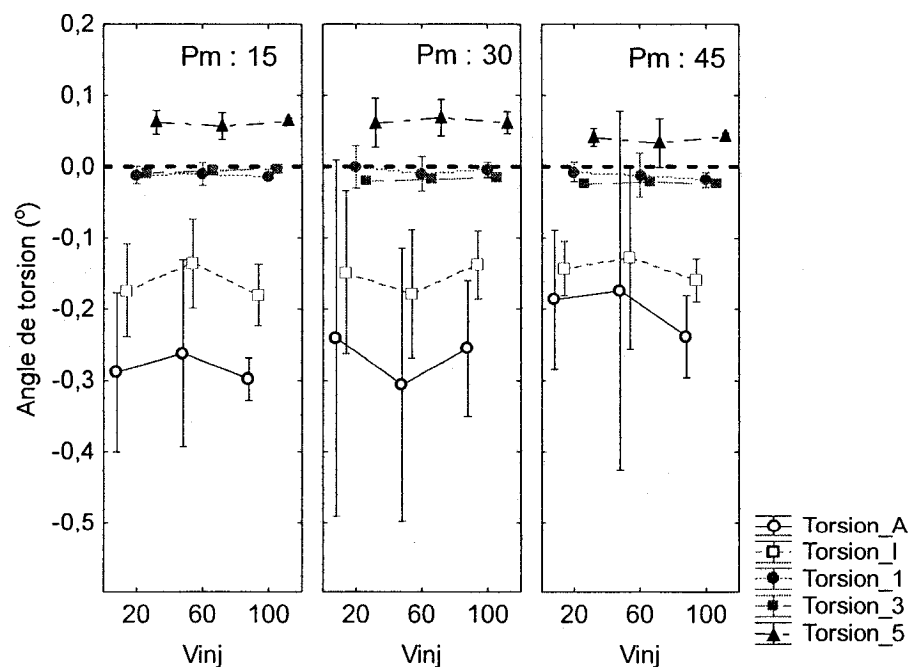 Angle de torsion (º)
0,2
0,1
0,0
-0,1
-0,2
-0,3
-0,4
-0,5
Pm : 15
20 60 100
Vinj
Pm : 30
20 60 100
Vinj
Pm : 45
20 60 100
Vinj
Torsion_A
Torsion_I
Torsion_1
Torsion_3
Torsion_5